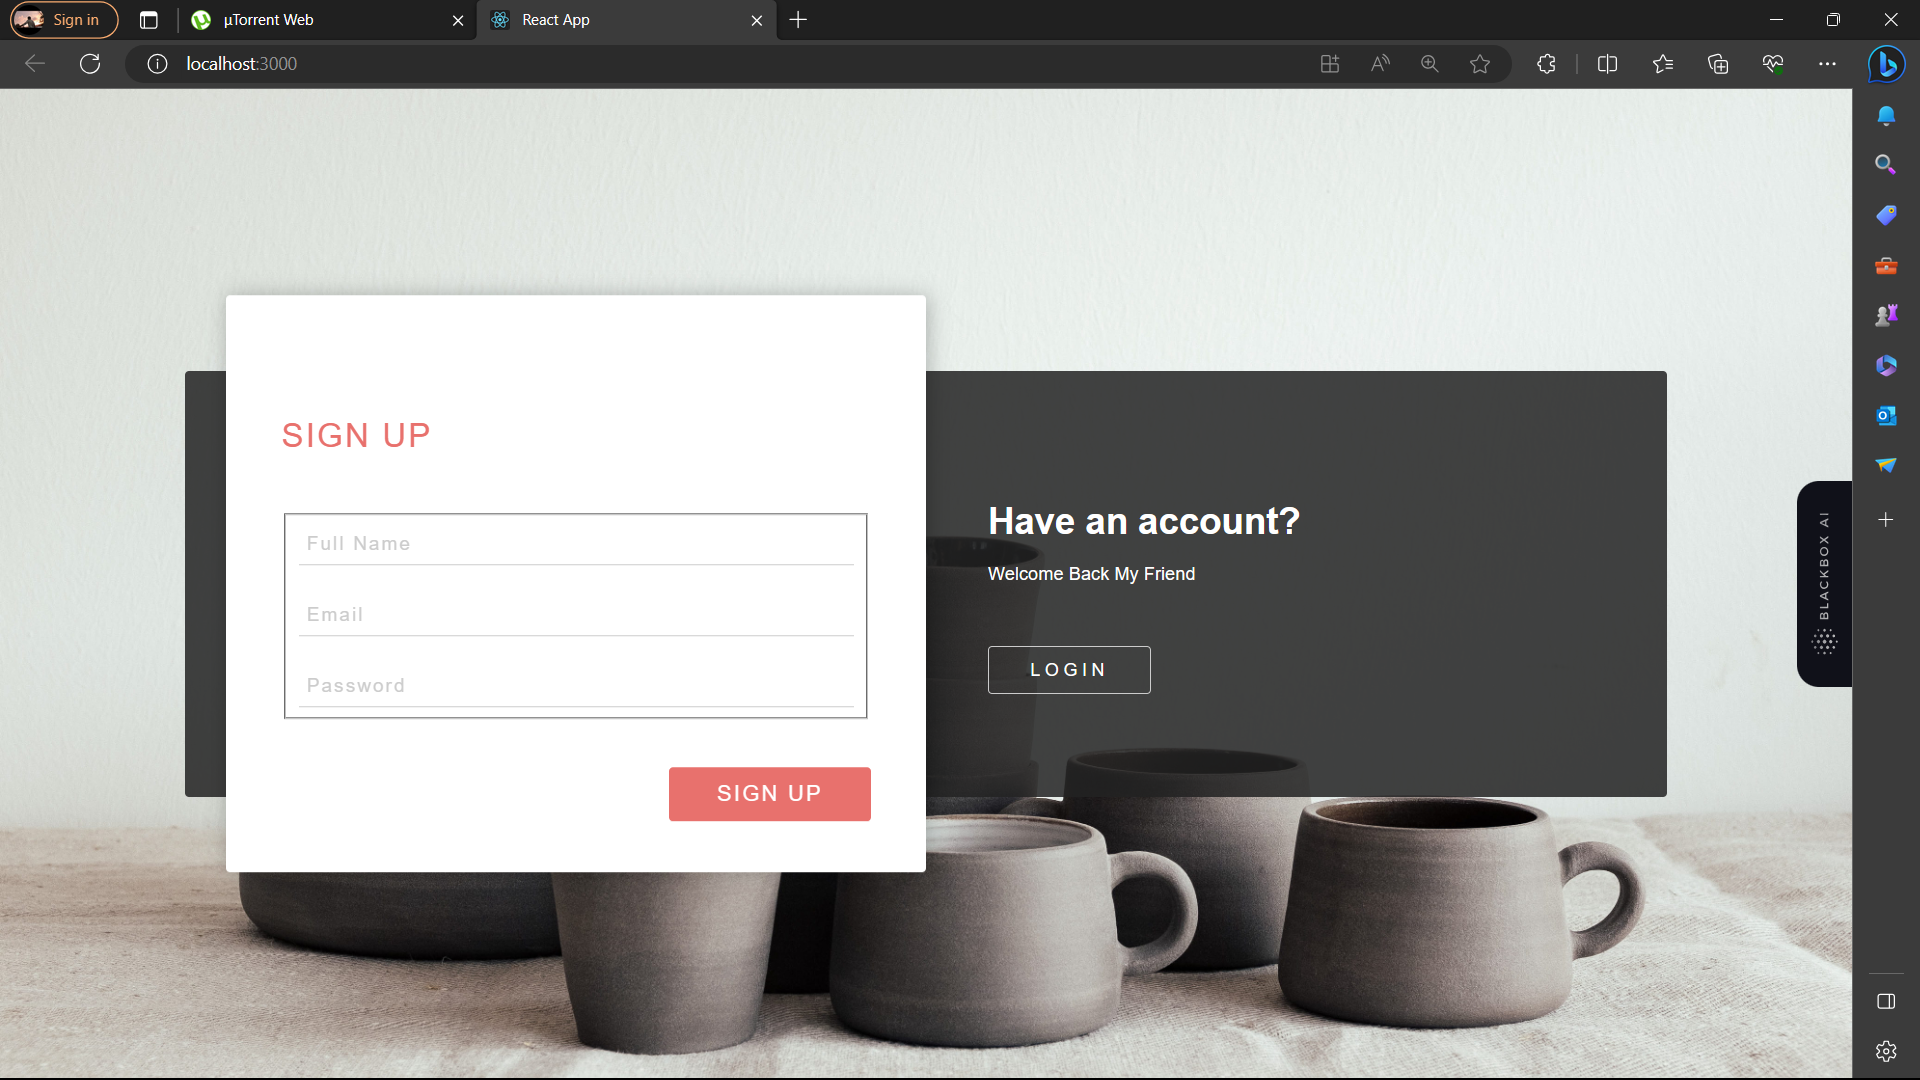 Sign in
µTorrent Web
React App
localhost:3000
SIGN UP
Full Name
Email
Password
SIGN UP
Have an account?
Welcome Back My Friend
LOGIN
BLACKBOX AI